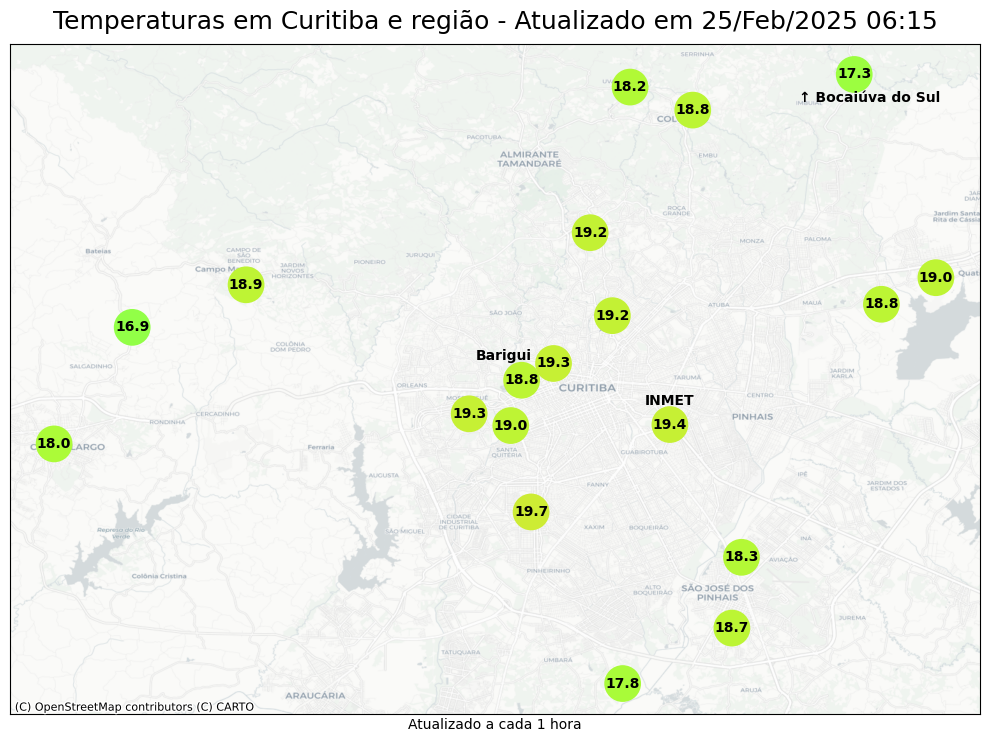 Temperaturas em Curitiba e região - Atualizado em 25/Feb/2025 06:15
SERRINHA
17.3
18.2
↑ Bocaiúva do Sul
18.8
PACOTUBA
ALMIRANTE
TAMANDARÉ
EMBU
ROÇA
GRANDE
Jardim Santa
Rita de Cássia
19.2
MONZA
PALOMA
Bateias
CAMPO DE
SÃO
BENEDITO
JURUQUI
PIONEIRO
JARDIM
NOVOS
HORIZONTES
18.9
19.0
18.8
MAUÁ
ATUBA
SÃO JOÃO
19.2
16.9
COLÔNIA
DOM PEDRO
Barigui
19.3
SALGADINHO
JARDIM
KARLA
TARUMÃ
18.8
ORLEANS
CURITIBA
CENTRO
INMET
19.3
CERCADINHO
PINHAIS
RONDINHA
19.0
19.4
18.0
Ferraria
SANTA
QUITÉRIA
GUABIROTUBA
AUGUSTA
IPÊ
FANNY
JARDIM DOS
ESTADOS 1
19.7
CIDADE
INDUSTRIAL
DE CURITIBA
XAXIM
BOQUEIRÃO
SÃO MIGUEL
Represa do Rio
Verde
INÁ
18.3
AVIAÇÃO
Colônia Cristina
PINHEIRINHO
ALTO
BOQUEIRÃO
SÃO JOSÉ DOS
PINHAIS
JUREMA
18.7
TATUQUARA
UMBARÁ
17.8
ARUJÁ
ARAUCÁRIA
(C) OpenStreetMap contributors (C) CARTO
Atualizado a cada 1 hora